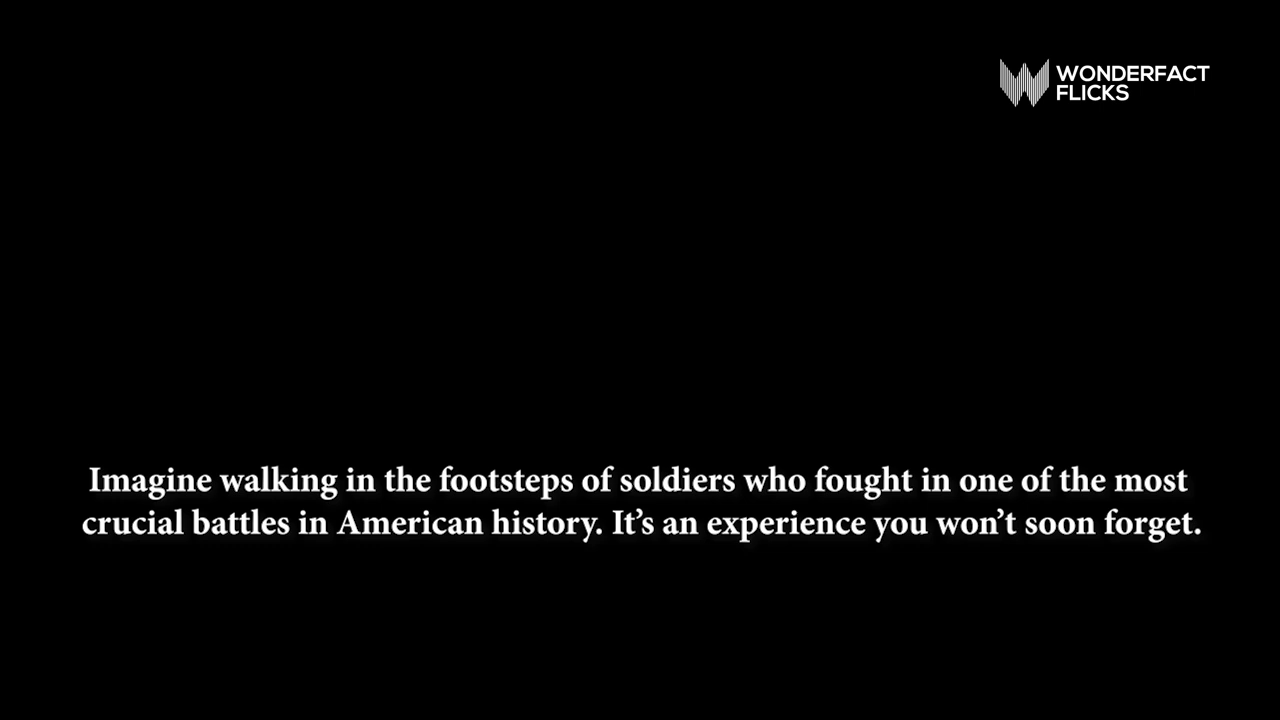 WONDERFACT
FLICKS
Imagine walking in the footsteps of soldiers who fought in one of the most
crucial battles in American history. It’s an experience you won’t soon forget.